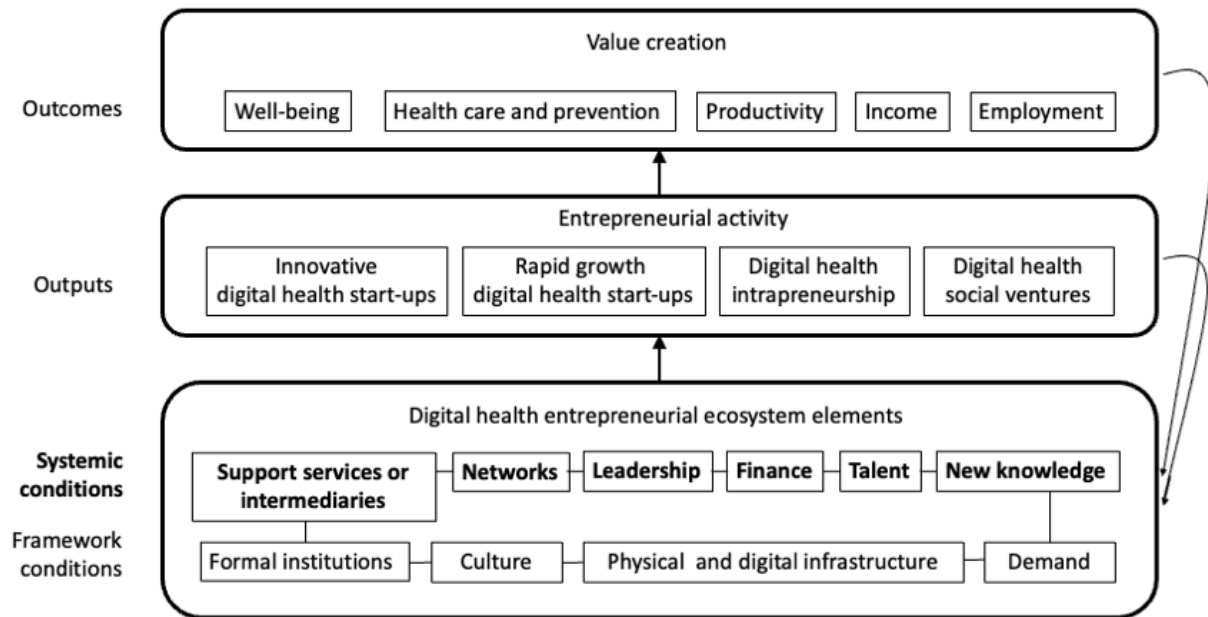 Value creation
Outcomes
Well-being
Health care and prevention
Productivity
Income
Employment
Entrepreneurial activity
Outputs
Innovative
digital health start-ups
Rapid growth
digital health start-ups
Digital health
intrapreneurship
Digital health
social ventures
Digital health entrepreneurial ecosystem elements
Systemic
conditions
Support services or
intermediaries
Networks
Leadership
Finance
Talent
New knowledge
Framework
conditions
Formal institutions
Culture
Physical and digital infrastructure
Demand